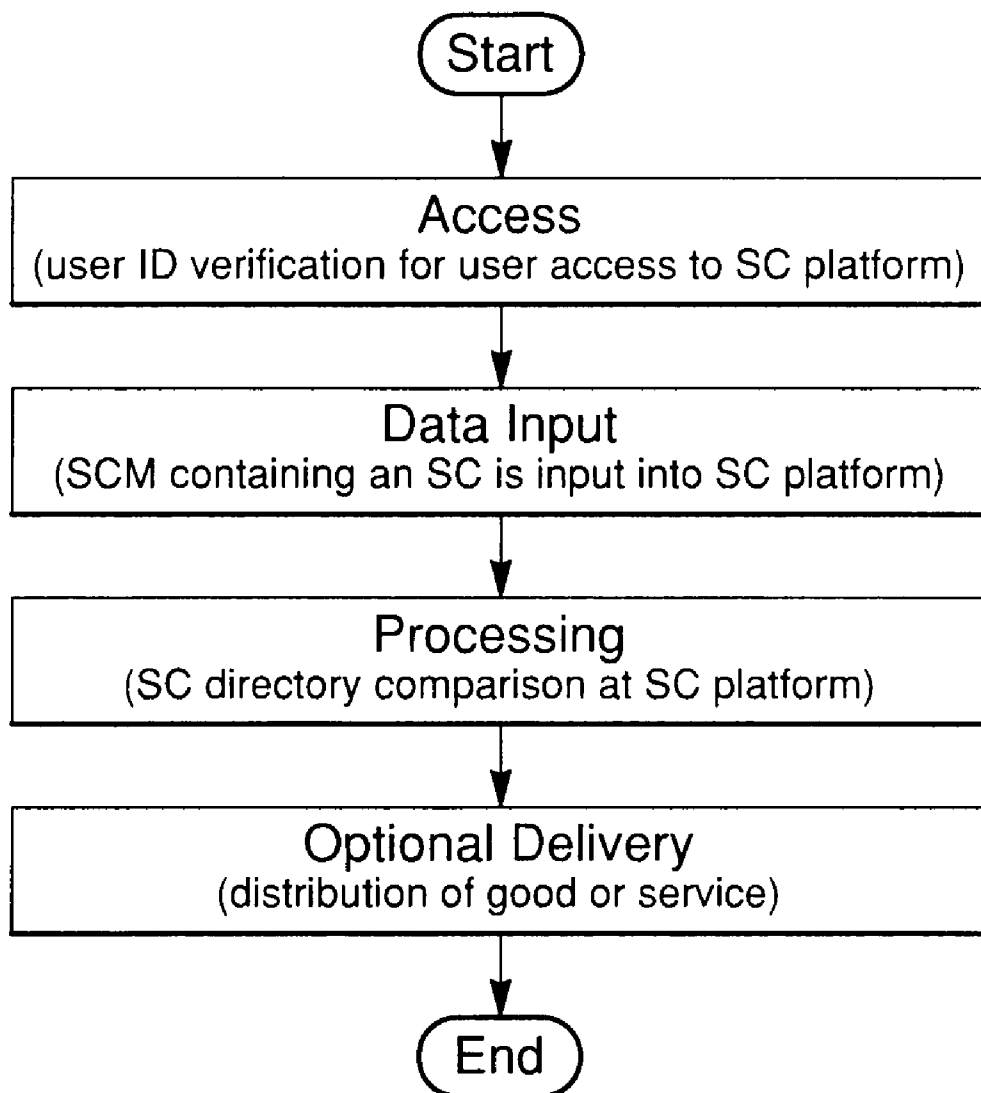 Start
Access
(user ID verification for user access to SC platform)
Data Input
(SCM containing an SC is input into SC platform)
Processing
(SC directory comparison at SC platform)
Optional Delivery
(distribution of good or service)
End